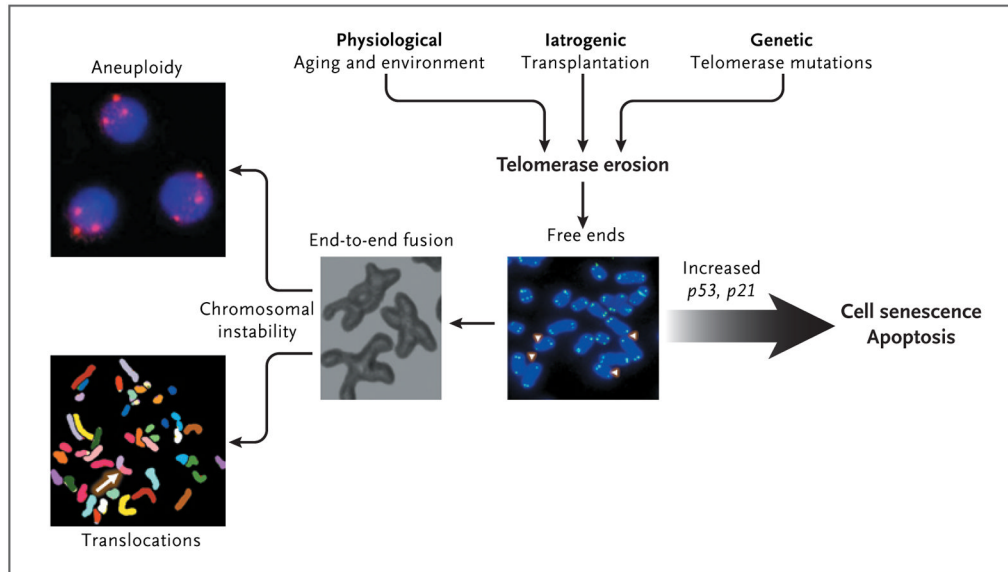 Physiological
Aging and environment
Iatrogenic
Transplantation
Genetic
Telomerase mutations
Aneuploidy
Telomerase erosion
Free ends
End-to-end fusion
Increased
p53, p21
Chromosomal
instability
Cell senescence
Apoptosis
Translocations